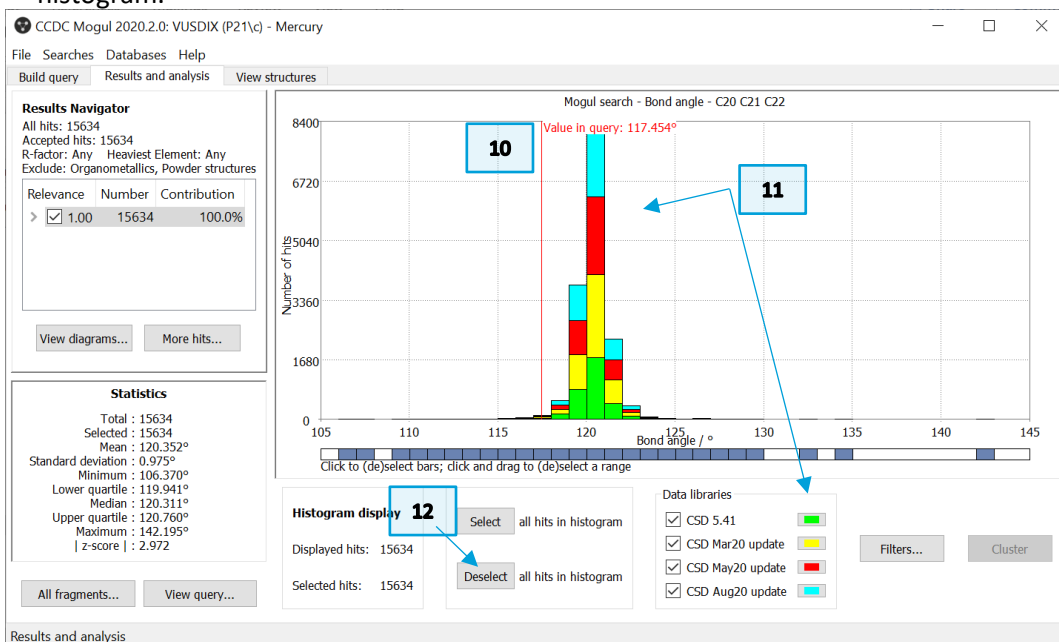 histogram.
CCDC Mogul 2020.2.0: VUSDIX (P21\c) - Mercury
File Searches Databases Help
Build query Results and analysis View structures
Results Navigator
All hits: 15634
Accepted hits: 15634
R-factor: Any Heaviest Element: Any
Exclude: Organometallics, Powder structures
Relevance Number Contribution
1.00 15634 100.0%
View diagrams... More hits...
Statistics
Total : 15634
Selected : 15634
Mean : 120.352°
Standard deviation : 0.975°
Minimum : 106.370°
Lower quartile : 119.941°
Median : 120.311°
Upper quartile : 120.760°
Maximum : 142.195°
| z-score | : 2.972
All fragments... View query...
Mogul search - Bond angle - C20 C21 C22
Value in query: 117.454°
10
11
8400
6720
5040
3360
1680
0
Number of hits
105 110 115 120 125 130 135 140 145
Bond angle / °
Click to (de)select bars; click and drag to (de)select a range
Histogram display
12
Displayed hits: 15634
Selected hits: 15634
Select all hits in histogram
Deselect all hits in histogram
Data libraries
CSD 5.41
CSD Mar20 update
CSD May20 update
CSD Aug20 update
Filters... Cluster
Results and analysis